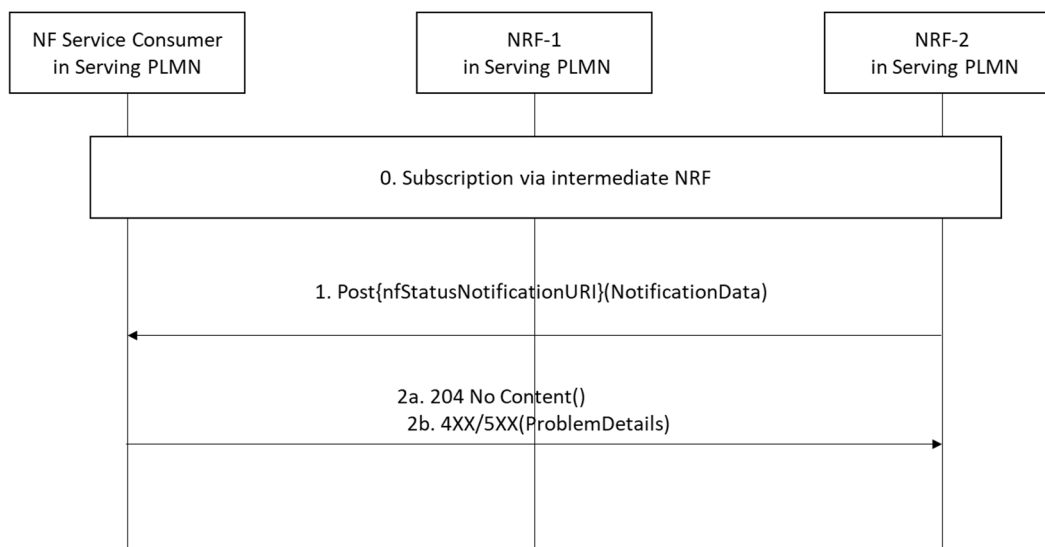 NF Service Consumer
in Serving PLMN
NRF-1
in Serving PLMN
NRF-2
in Serving PLMN
0. Subscription via intermediate NRF
1. Post{nfStatusNotificationURI}(NotificationData)
2a. 204 No Content()
2b. 4XX/5XX(ProblemDetails)